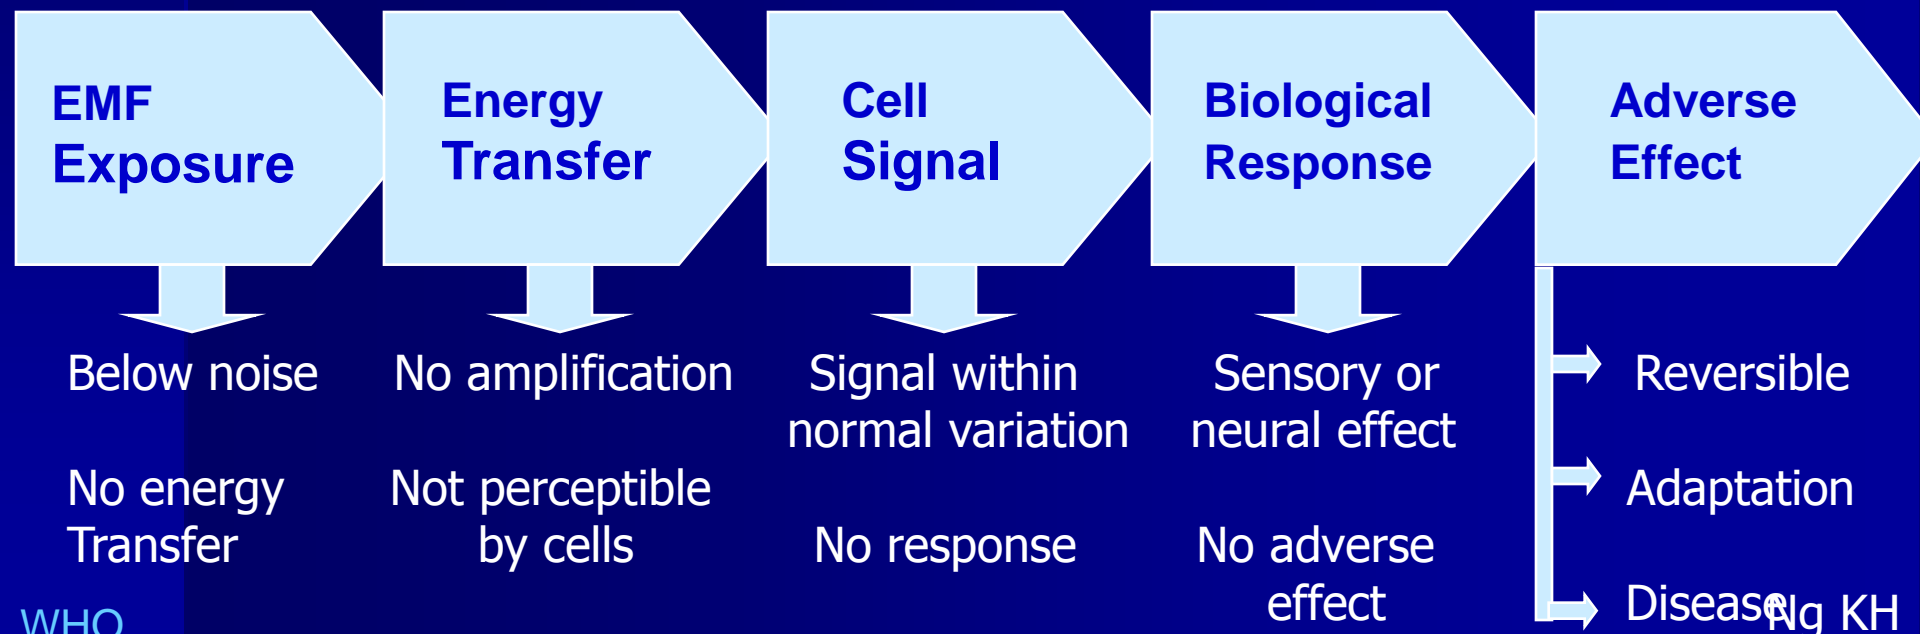 EMF
Exposure
Energy
Transfer
Cell
Signal
Biological
Response
Adverse
Effect
Below noise
No energy
Transfer
No amplification
Not perceptible
by cells
Signal within
normal variation
No response
Sensory or
neural effect
No adverse
effect
Reversible
Adaptation
Disease
WHO
Ng KH